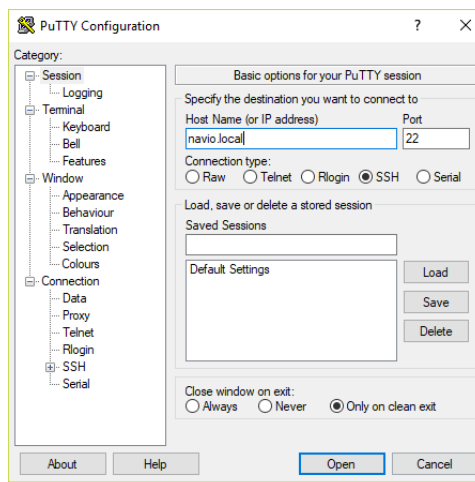 PuTTY Configuration
?
X
Category:
Session
Logging
Terminal
Keyboard
Bell
Features
Window
Appearance
Behaviour
Translation
Selection
Colours
Connection
Data
Proxy
Telnet
Rlogin
SSH
Serial
Basic options for your PuTTY session
Specify the destination you want to connect to
Host Name (or IP address) Port
navio.local 22
Connection type:
Raw Telnet Rlogin SSH Serial
Load, save or delete a stored session
Saved Sessions
Default Settings
Load
Save
Delete
Close window on exit:
Always Never Only on clean exit
About Help Open Cancel